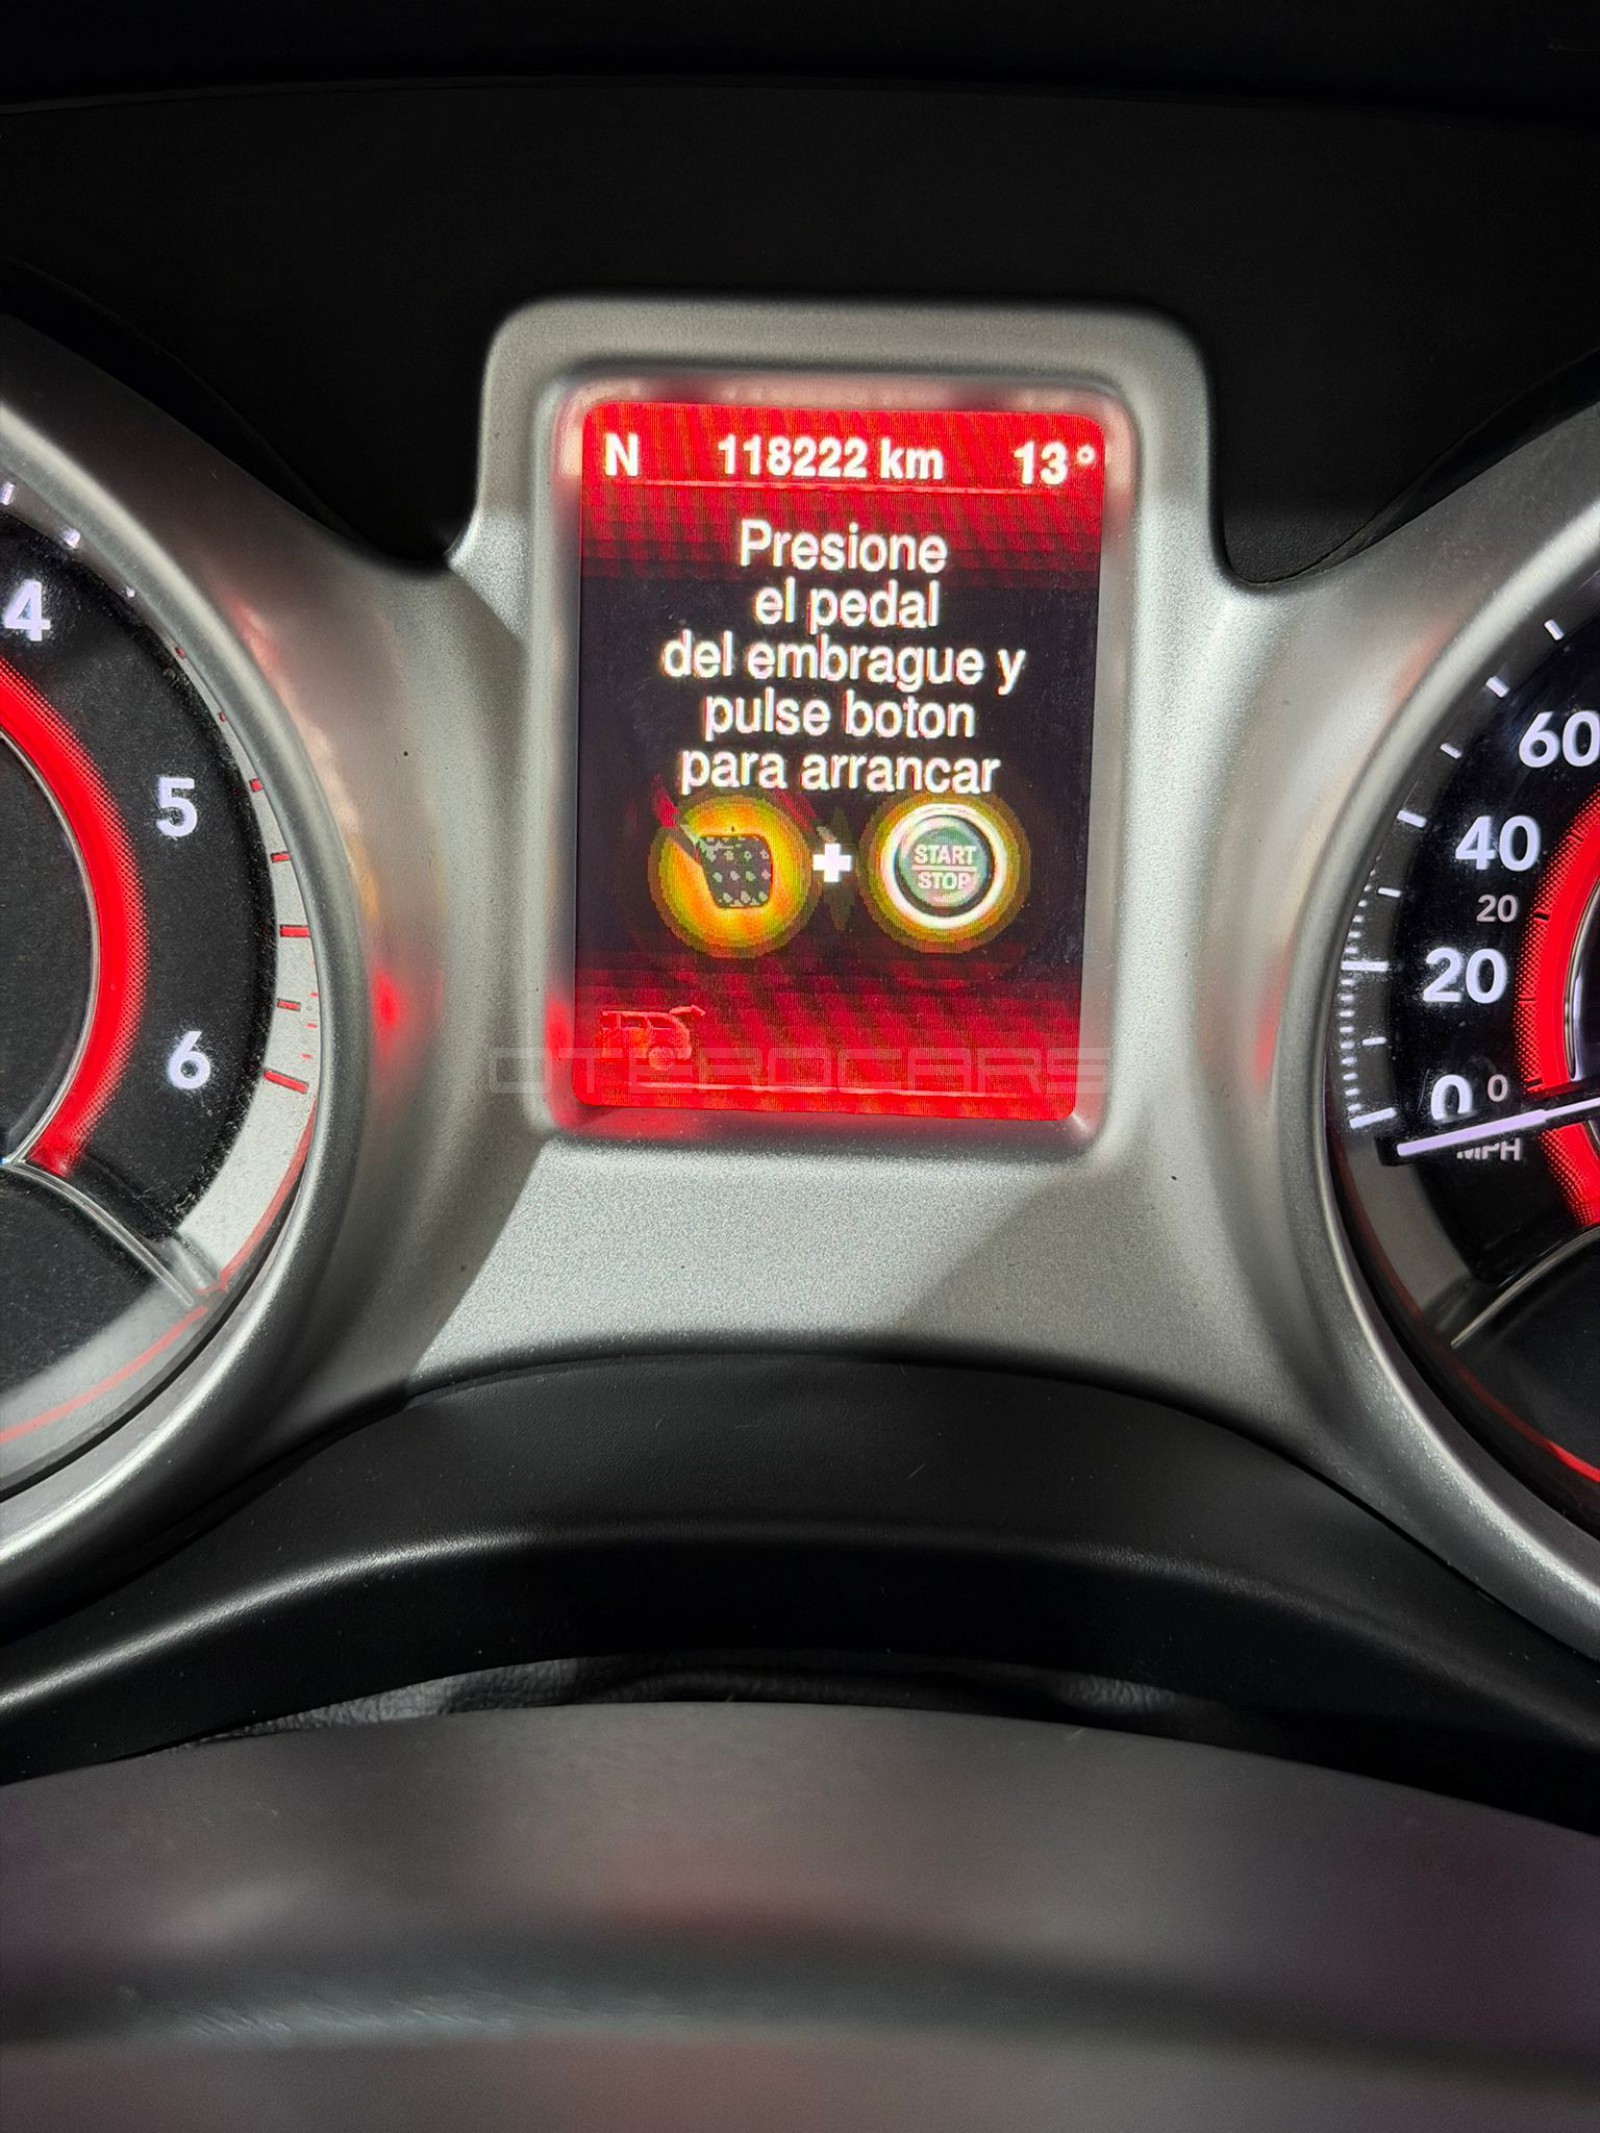 N 118222 km 13°
Presione
el pedal
del embrague y
pulse boton
para arrancar
START
STOP
OTEROCARS
4
5
6
60
40
20
20
0 0
MPH